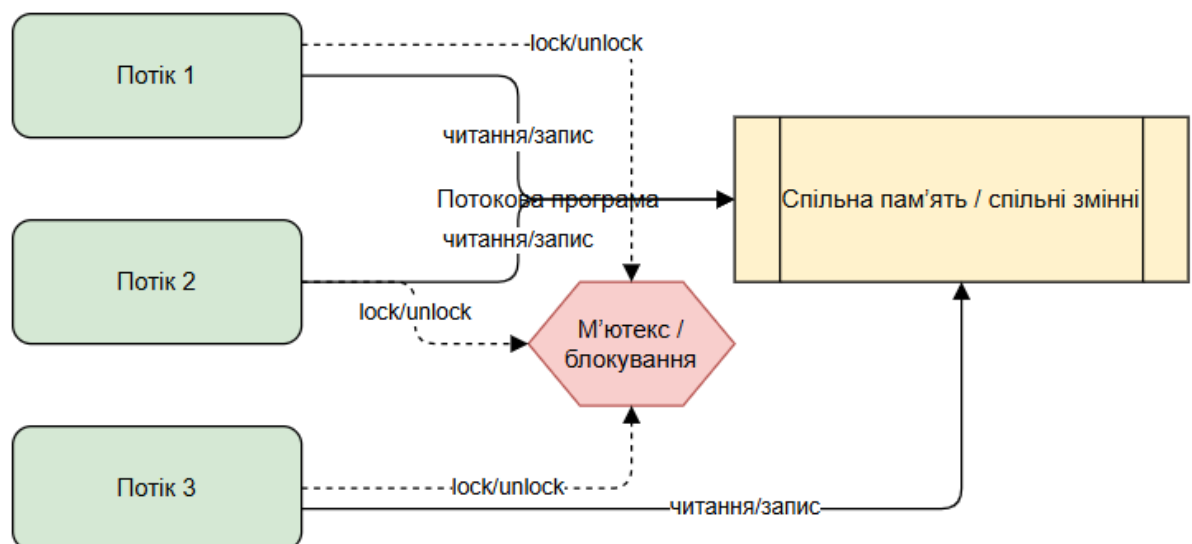 lock/unlock
Потік 1
читання/запис
Потокова програма
Спільна пам’ять / спільні змінні
читання/запис
Потік 2
lock/unlock
М’ютекс /
блокування
Потік 3
lock/unlock
читання/запис